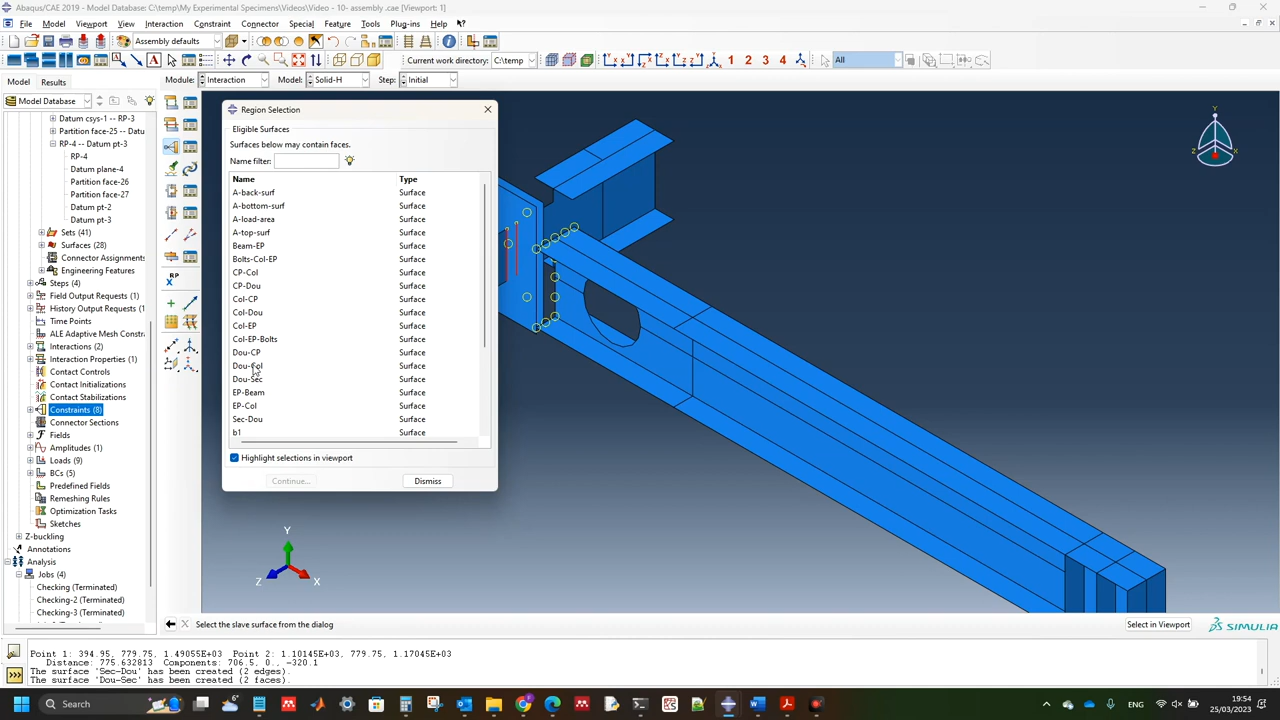 Abaqus/CAE 2019 - Model Database: C:\temp\My Experimental Specimens\Videos\Video - 10- assembly .cae [Viewport: 1]
File Model Viewport View Interaction Constraint Connector Special Feature Tools Plug-ins Help
Assembly defaults
Current work directory: C:\temp 1 2 3 4 All
Model Results Module: Interaction Model: Solid-H Step: Initial
Model Database
Datum csys-1 -- RP-3
Partition face-25 -- Datu
RP-4 -- Datum pt-3
RP-4
Datum plane-4
Partition face-26
Partition face-27
Datum pt-2
Datum pt-3
Sets (41)
Surfaces (28)
Connector Assignments
Engineering Features
Steps (4)
Field Output Requests (1)
History Output Requests (1
Time Points
ALE Adaptive Mesh Constra
Interactions (2)
Interaction Properties (1)
Contact Controls
Contact Initializations
Contact Stabilizations
Constraints (8)
Connector Sections
Fields
Amplitudes (1)
Loads (9)
BCs (5)
Predefined Fields
Remeshing Rules
Optimization Tasks
Sketches
Z-buckling
Annotations
Analysis
Jobs (4)
Checking (Terminated)
Checking-2 (Terminated)
Checking-3 (Terminated)
RP
Region Selection
Eligible Surfaces
Surfaces below may contain faces.
Name filter:
Name Type
A-back-surf Surface
A-bottom-surf Surface
A-load-area Surface
A-top-surf Surface
Beam-EP Surface
Bolts-Col-EP Surface
CP-Col Surface
CP-Dou Surface
Col-CP Surface
Col-Dou Surface
Col-EP Surface
Col-EP-Bolts Surface
Dou-CP Surface
Dou-Col Surface
Dou-Sec Surface
EP-Beam Surface
EP-Col Surface
Sec-Dou Surface
b1 Surface
Highlight selections in viewport
Continue... Dismiss
Y
Z X
Y
Z X
Select the slave surface from the dialog Select in Viewport SIMULIA
Point 1: 394.95, 779.75, 1.49055E+03 Point 2: 1.10145E+03, 779.75, 1.17045E+03
Distance: 775.632813 Components: 706.5, 0., -320.1
The surface 'Sec-Dou' has been created (2 edges).
The surface 'Dou-Sec' has been created (2 faces).
Search 6° 19:54
25/03/2023